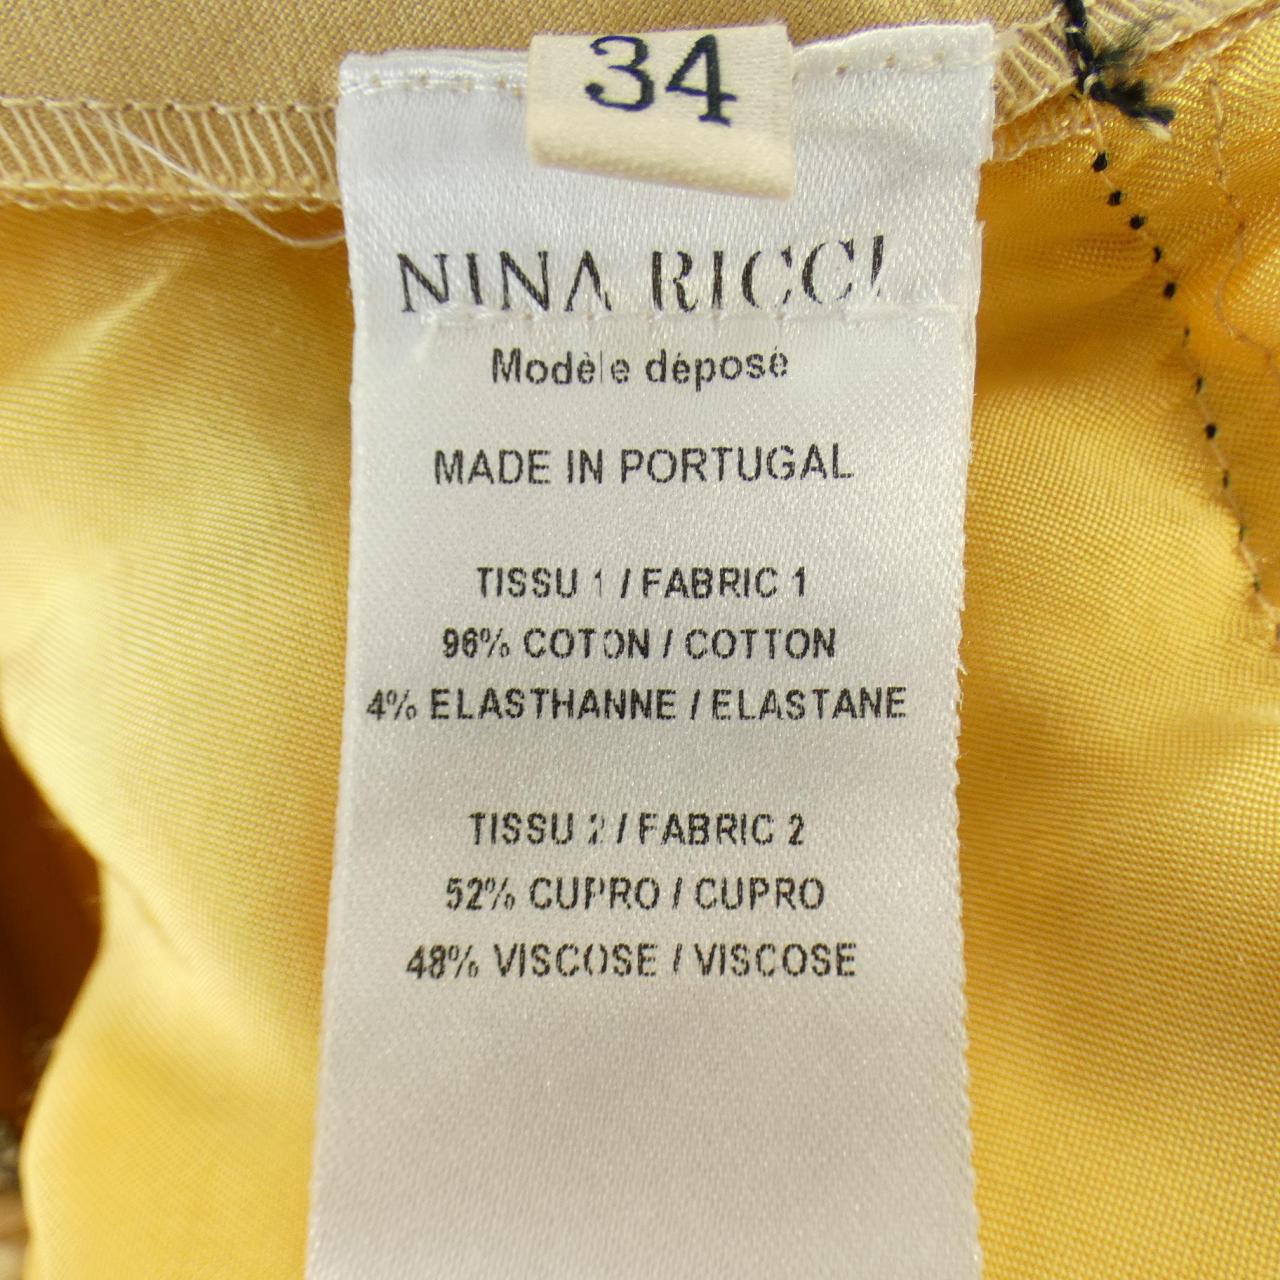 34
NINA RICCI
Modèle déposé
MADE IN PORTUGAL
TISSU 1 / FABRIC 1
96% COTON / COTTON
4% ELASTHANNE / ELASTANE
TISSU 2 / FABRIC 2
52% CUPRO / CUPRO
48% VISCOSE / VISCOSE